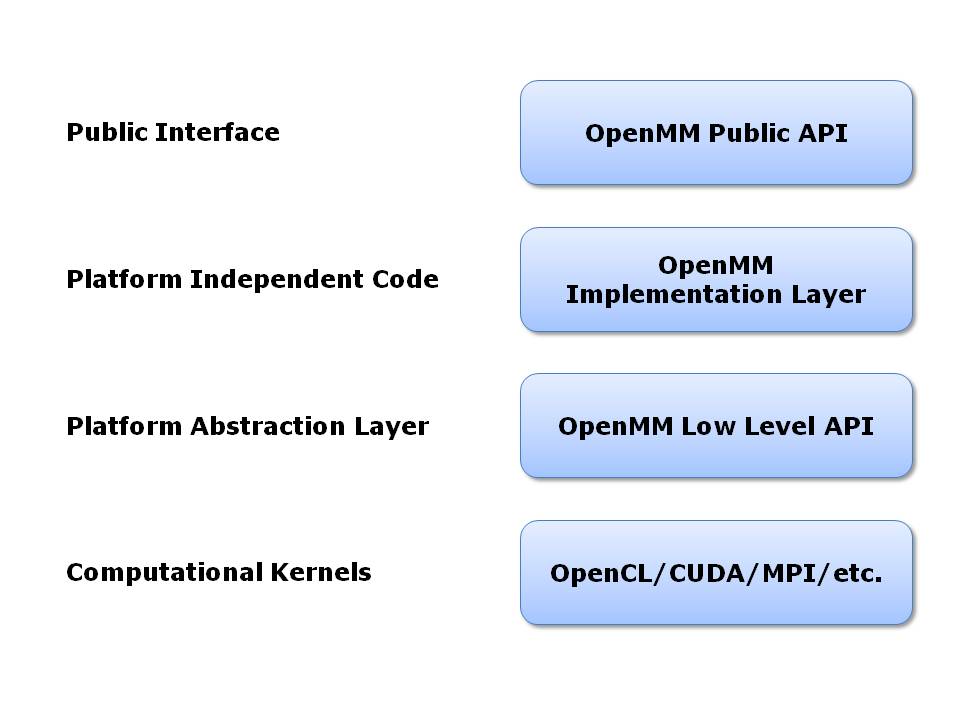 Public Interface
OpenMM Public API
Platform Independent Code
OpenMM
Implementation Layer
Platform Abstraction Layer
OpenMM Low Level API
Computational Kernels
OpenCL/CUDA/MPI/etc.